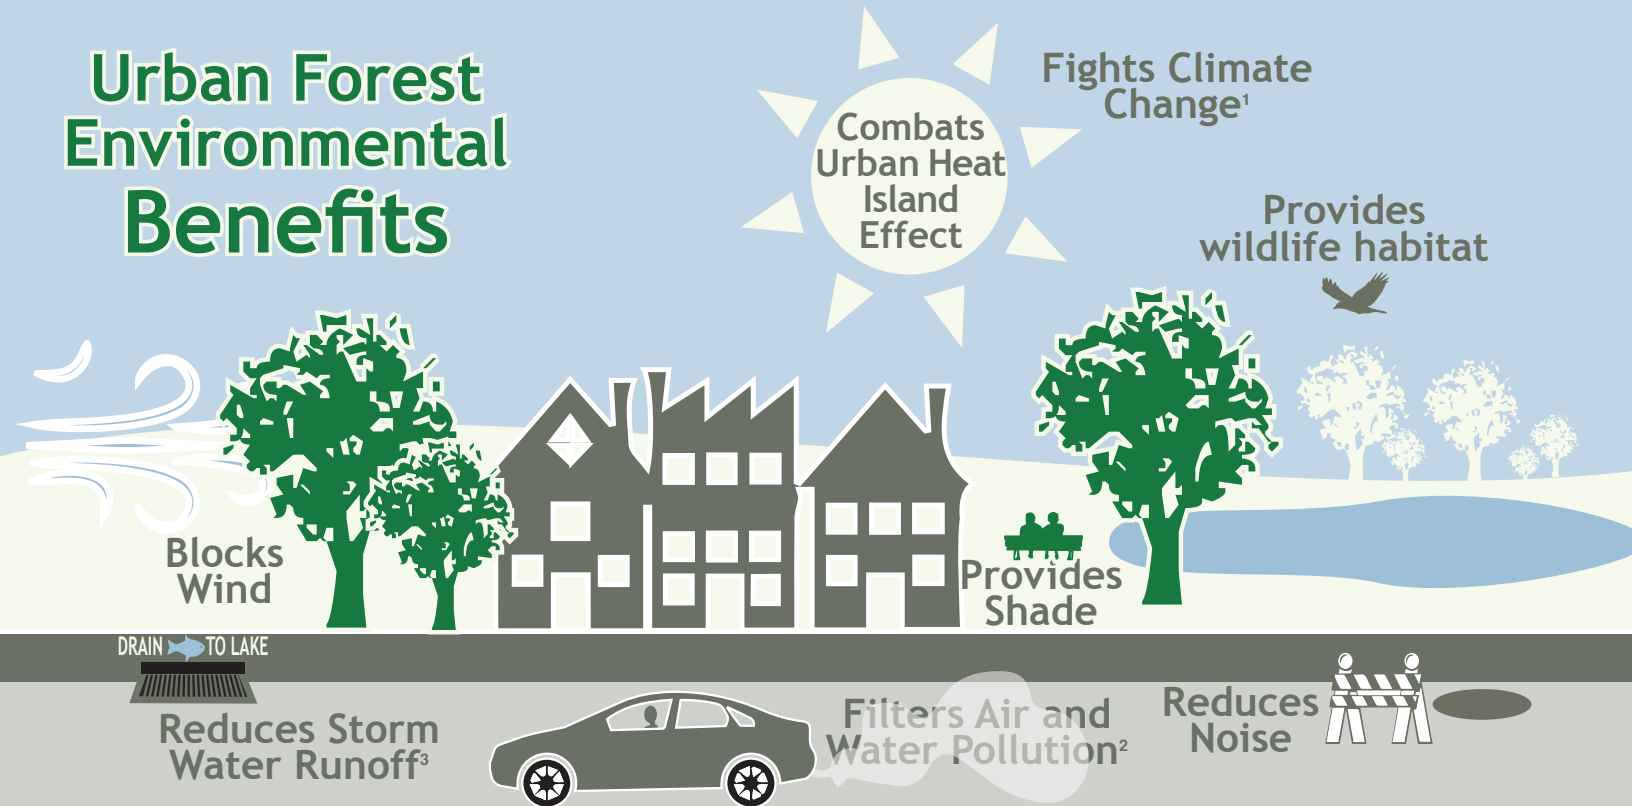 Urban Forest
Environmental
Benefits
Fights Climate
Change¹
Combats
Urban Heat
Island
Effect
Provides
wildlife habitat
Blocks
Wind
Provides
Shade
DRAIN TO LAKE
Reduces Storm
Water Runoff³
Filters Air and
Water Pollution²
Reduces
Noise